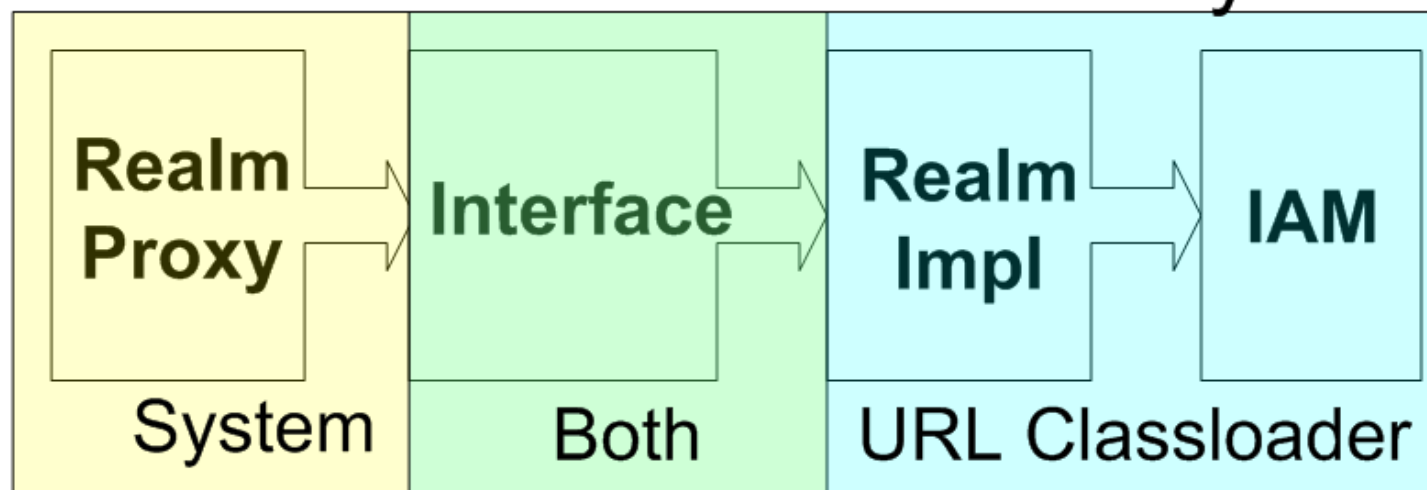 Realm
Proxy
Interface
Realm
Impl
IAM
System
Both
URL Classloader